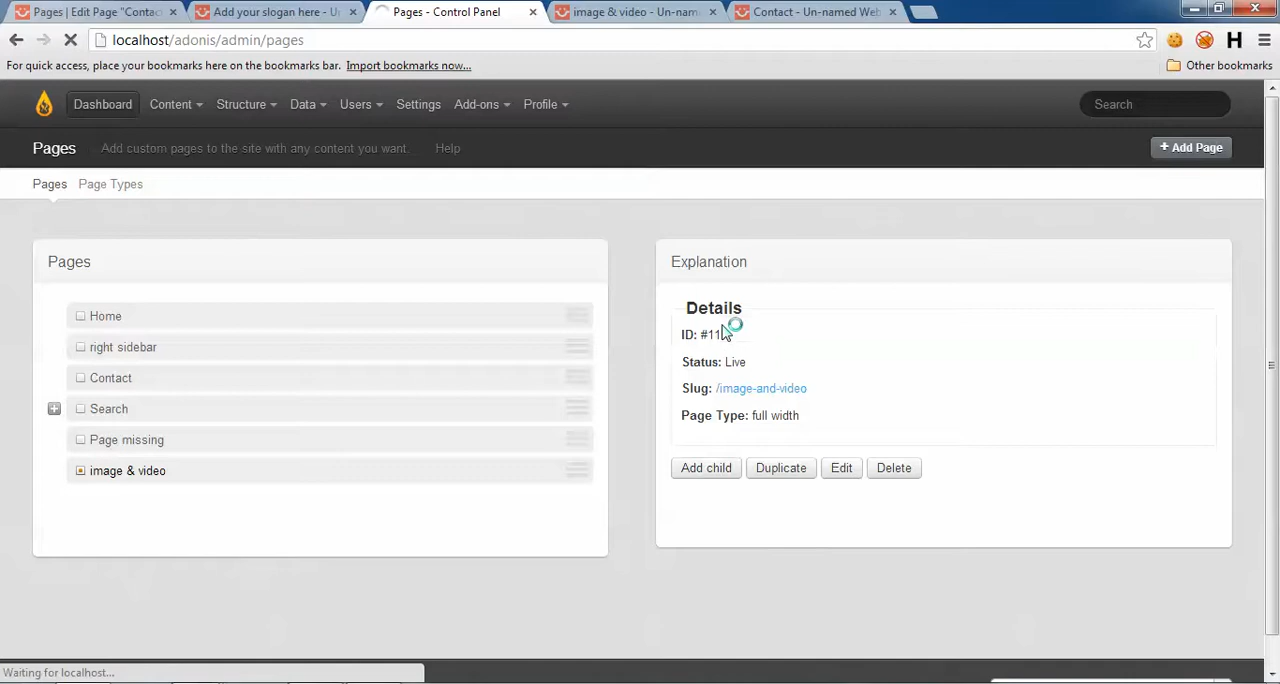 Pages | Edit Page "Contac
Add your slogan here - U
Pages - Control Panel
image & video - Un-nam
Contact - Un-named Web
localhost/adonis/admin/pages
H
For quick access, place your bookmarks here on the bookmarks bar. Import bookmarks now...
Other bookmarks
Dashboard Content Structure Data Users Settings Add-ons Profile
Search
Pages Add custom pages to the site with any content you want. Help
+ Add Page
Pages Page Types
Pages
Home
right sidebar
Contact
Search
Page missing
image & video
Explanation
Details
ID: #11
Status: Live
Slug: /image-and-video
Page Type: full width
Add child Duplicate Edit Delete
Waiting for localhost...